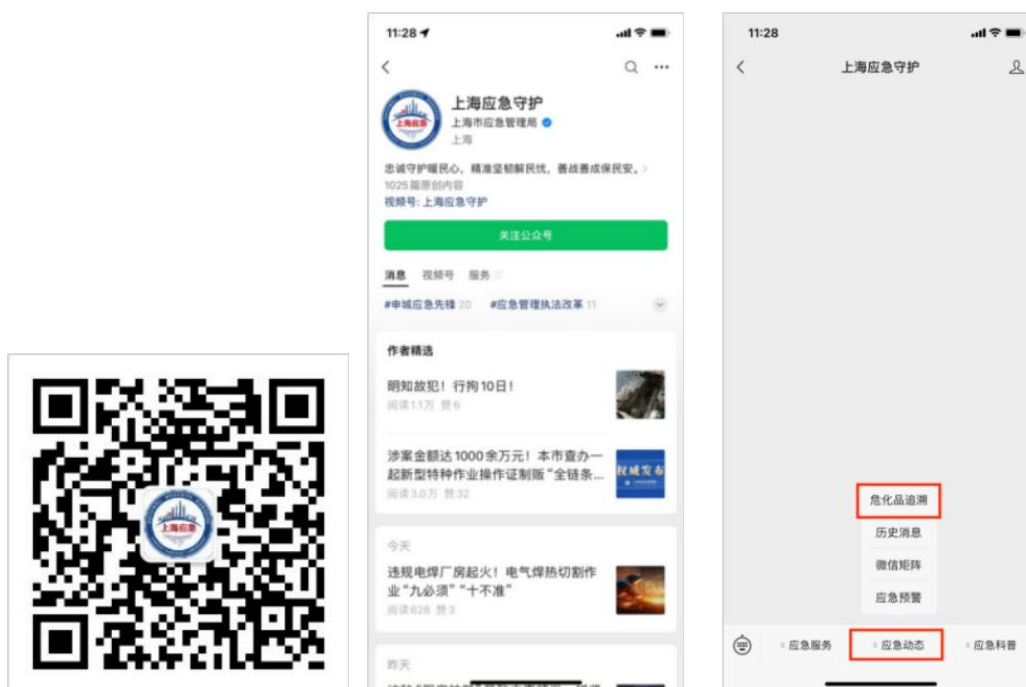 上海应急
11:28
上海应急守护
上海市应急管理局
上海
忠诚守护暖民心,精准坚韧解民忧,善战善成保民安。
1025篇原创内容
视频号: 上海应急守护
关注公众号
消息 视频号 服务
#申城应急先锋 20 #应急管理执法改革 11
作者精选
明知故犯!行拘10日!
阅读1.1万 赞6
涉案金额达1000余万元!本市查办一
起新型特种作业操作证制贩“全链条...
阅读3.0万 赞32
权威发布
今天
违规电焊厂房起火!电气焊热切割作
业“九必须”“十不准”
阅读626 赞3
昨天
11:28
上海应急守护
危化品追溯
历史消息
微信矩阵
应急预警
应急服务
应急动态
应急科普
上海应急